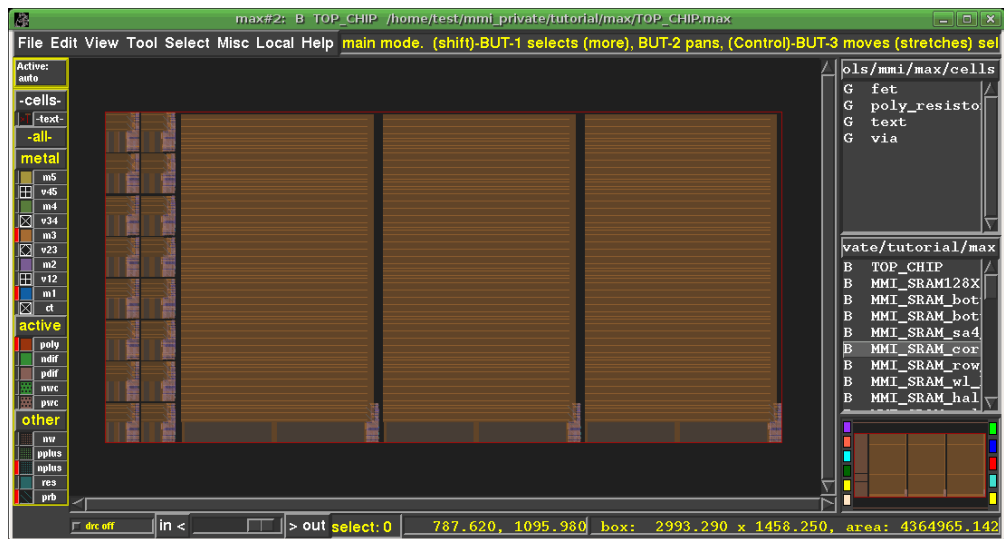 max#2: B TOP_CHIP /home/test/mmi_private/tutorial/max/TOP_CHIP.max
File Edit View Tool Select Misc Local Help main mode. (shift)-BUT-1 selects (more), BUT-2 pans, (Control)-BUT-3 moves (stretches) sel
Active:
auto
-cells-
-text-
-all-
metal
m5
v45
m4
v34
m3
v23
m2
v12
m1
ct
active
poly
ndif
pdif
nwc
pwc
other
nw
pplus
nplus
res
prb
ols/mmi/max/cells
G fet
G poly_resisto
G text
G via
vate/tutorial/max
B TOP_CHIP
B MMI_SRAM128X
B MMI_SRAM_bot
B MMI_SRAM_bot
B MMI_SRAM_sa4
B MMI_SRAM_cor
B MMI_SRAM_row
B MMI_SRAM_wl_
B MMI_SRAM_hal
drc off in < > out select: 0 787.620, 1095.980 box: 2993.290 x 1458.250, area: 4364965.142